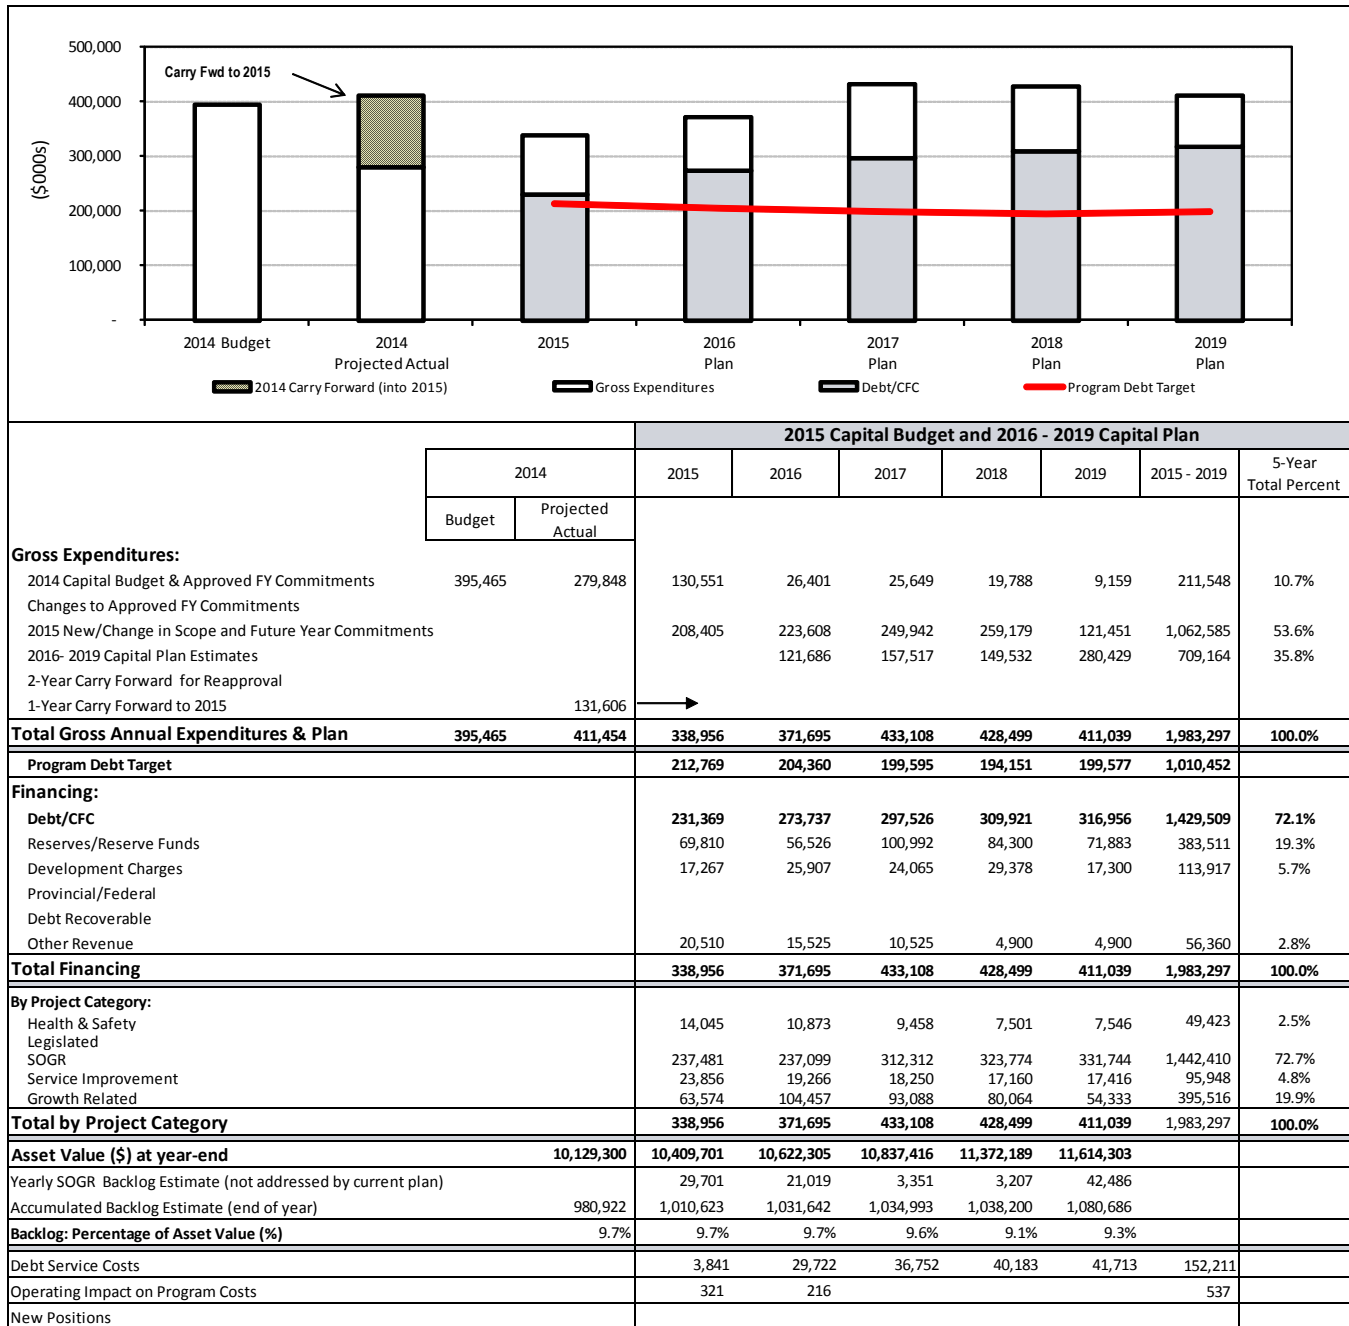 500,000
Carry Fwd to 2015
400,000
300,000
($000s)
200,000
100,000
-
2014 Budget 2014 Projected Actual 2015 2016 Plan 2017 Plan 2018 Plan 2019 Plan
2014 Carry Forward (into 2015) Gross Expenditures Debt/CFC Program Debt Target
2015 Capital Budget and 2016 - 2019 Capital Plan
2014 2015 2016 2017 2018 2019 2015 - 2019 5-Year Total Percent
Budget Projected Actual
Gross Expenditures:
2014 Capital Budget & Approved FY Commitments 395,465 279,848 130,551 26,401 25,649 19,788 9,159 211,548 10.7%
Changes to Approved FY Commitments
2015 New/Change in Scope and Future Year Commitments 208,405 223,608 249,942 259,179 121,451 1,062,585 53.6%
2016- 2019 Capital Plan Estimates 121,686 157,517 149,532 280,429 709,164 35.8%
2-Year Carry Forward for Reapproval
1-Year Carry Forward to 2015 131,606
Total Gross Annual Expenditures & Plan 395,465 411,454 338,956 371,695 433,108 428,499 411,039 1,983,297 100.0%
Program Debt Target 212,769 204,360 199,595 194,151 199,577 1,010,452
Financing:
Debt/CFC 231,369 273,737 297,526 309,921 316,956 1,429,509 72.1%
Reserves/Reserve Funds 69,810 56,526 100,992 84,300 71,883 383,511 19.3%
Development Charges 17,267 25,907 24,065 29,378 17,300 113,917 5.7%
Provincial/Federal
Debt Recoverable
Other Revenue 20,510 15,525 10,525 4,900 4,900 56,360 2.8%
Total Financing 338,956 371,695 433,108 428,499 411,039 1,983,297 100.0%
By Project Category:
Health & Safety 14,045 10,873 9,458 7,501 7,546 49,423 2.5%
Legislated
SOGR 237,481 237,099 312,312 323,774 331,744 1,442,410 72.7%
Service Improvement 23,856 19,266 18,250 17,160 17,416 95,948 4.8%
Growth Related 63,574 104,457 93,088 80,064 54,333 395,516 19.9%
Total by Project Category 338,956 371,695 433,108 428,499 411,039 1,983,297 100.0%
Asset Value ($) at year-end 10,129,300 10,409,701 10,622,305 10,837,416 11,372,189 11,614,303
Yearly SOGR Backlog Estimate (not addressed by current plan) 29,701 21,019 3,351 3,207 42,486
Accumulated Backlog Estimate (end of year) 980,922 1,010,623 1,031,642 1,034,993 1,038,200 1,080,686
Backlog: Percentage of Asset Value (%) 9.7% 9.7% 9.7% 9.6% 9.1% 9.3%
Debt Service Costs 3,841 29,722 36,752 40,183 41,713 152,211
Operating Impact on Program Costs 321 216 537
New Positions